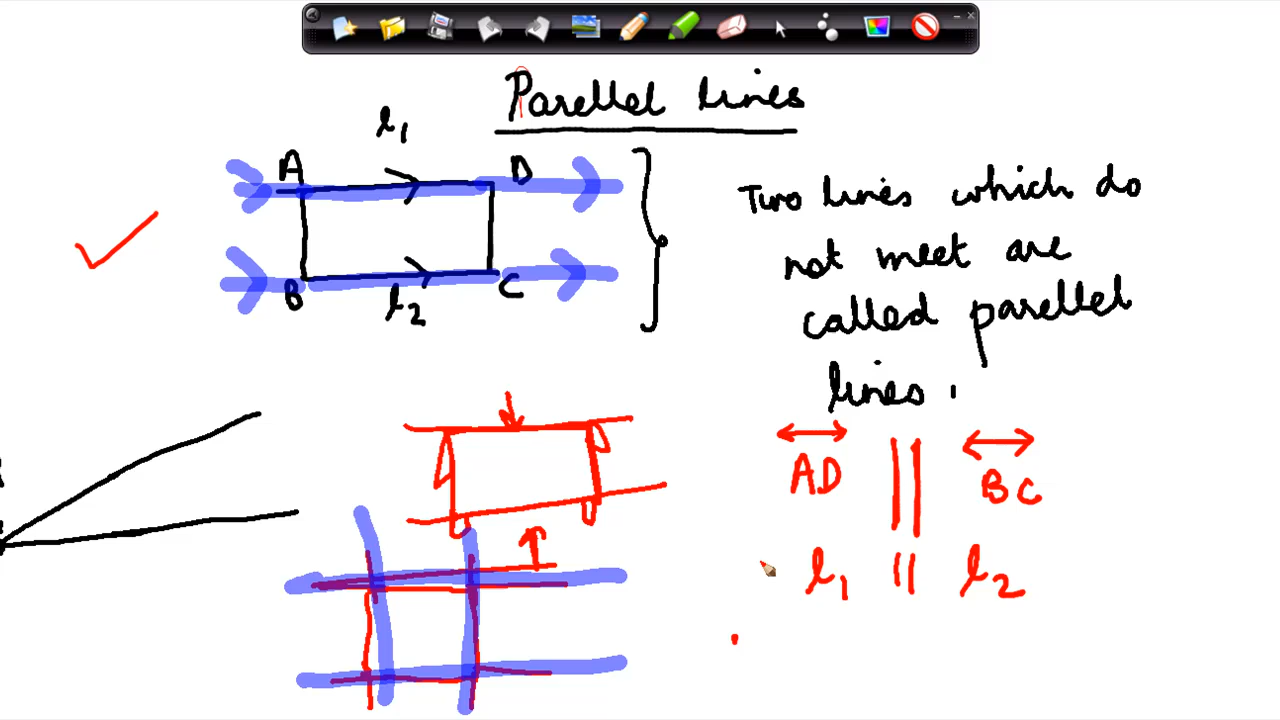 Parellel lines
l1
A D
B C
l2
Two lines which do
not meet are
called parellel
lines.
AD || BC
l1 || l2